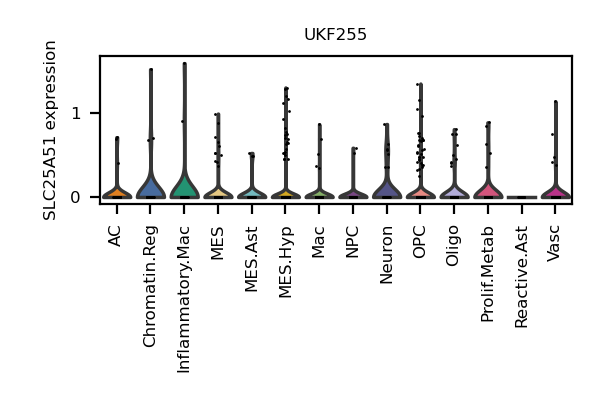 UKF255
SLC25A51 expression
1
0
AC
Chromatin.Reg
Inflammatory.Mac
MES
MES.Ast
MES.Hyp
Mac
NPC
Neuron
OPC
Oligo
Prolif.Metab
Reactive.Ast
Vasc